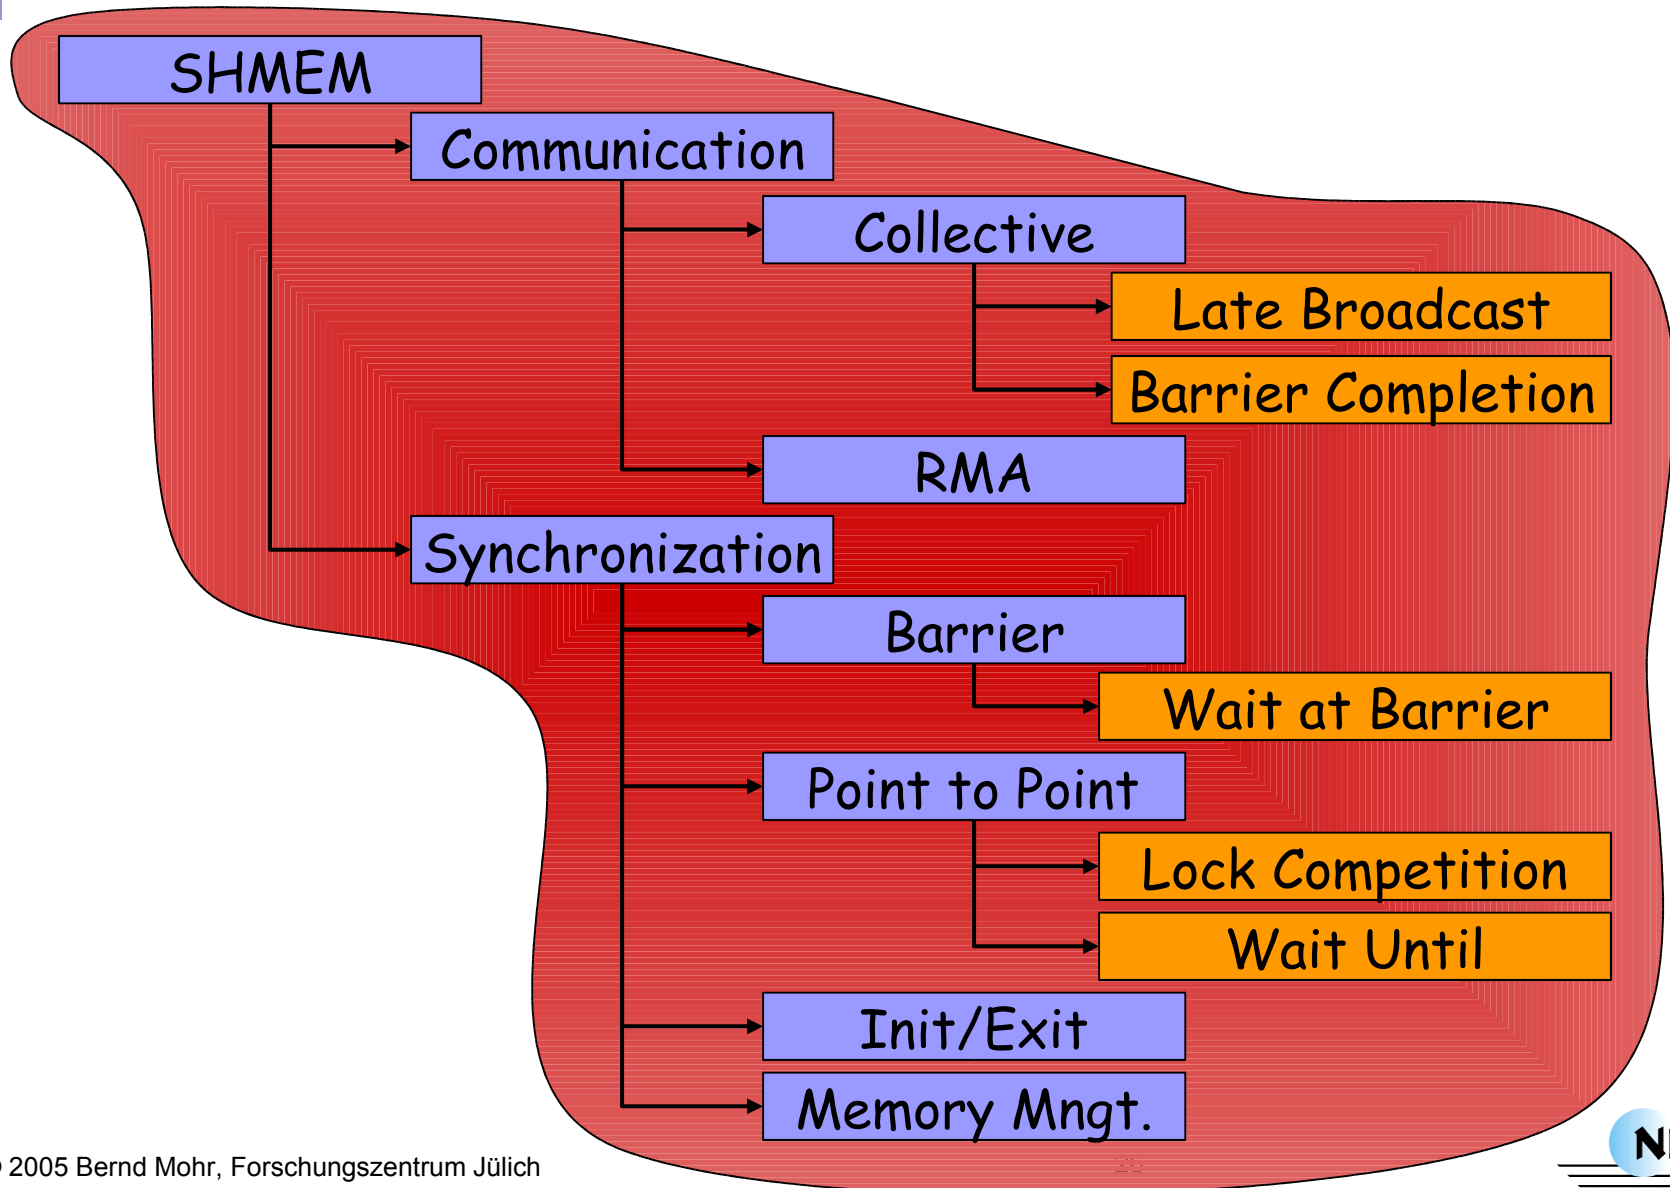 SHMEM
Communication
Collective
Late Broadcast
Barrier Completion
RMA
Synchronization
Barrier
Wait at Barrier
Point to Point
Lock Competition
Wait Until
Init/Exit
Memory Mngt.
2005 Bernd Mohr, Forschungszentrum Jülich